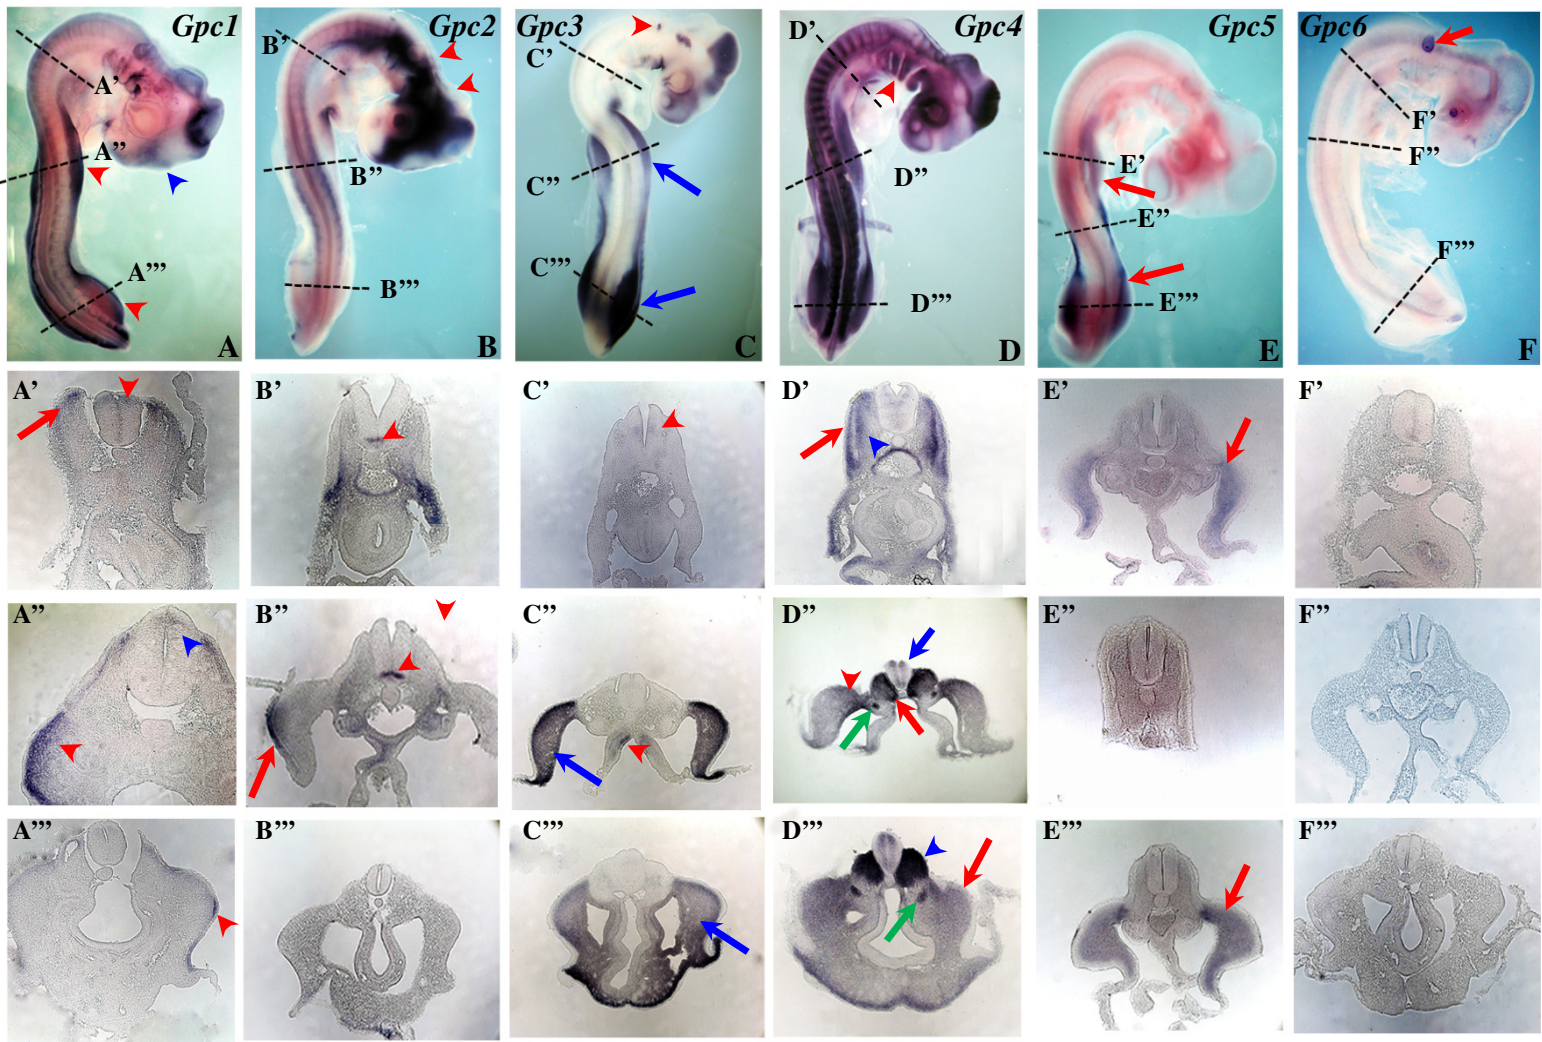 Gpc1
A’
A”
A’”
A
Gpc2
B’
B”
B’”
B
Gpc3
C’
C”
C’”
C
Gpc4
D’
D”
D’”
D
Gpc5
E’
E”
E’”
E
Gpc6
F’
F”
F’”
F
A’
B’
C’
D’
E’
F’
A”
B”
C”
D”
E”
F”
A’”
B’”
C’”
D’”
E’”
F’”